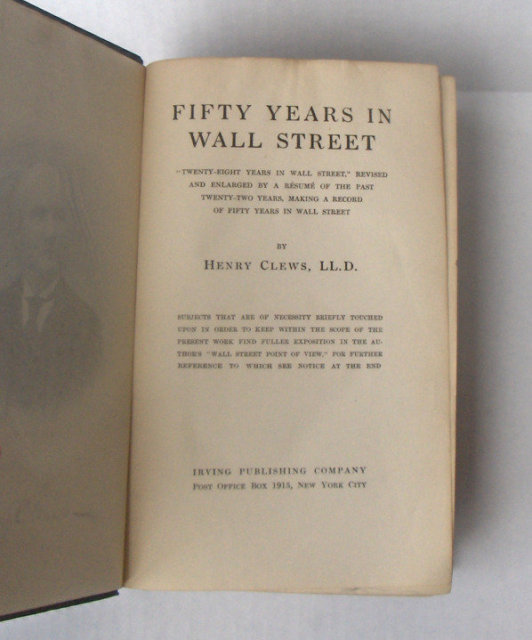 FIFTY YEARS IN
WALL STREET
"TWENTY-EIGHT YEARS IN WALL STREET," REVISED
AND ENLARGED BY A RÉSUMÉ OF THE PAST
TWENTY-TWO YEARS, MAKING A RECORD
OF FIFTY YEARS IN WALL STREET
BY
HENRY CLEWS, LL.D.
SUBJECTS THAT ARE OF NECESSITY BRIEFLY TOUCHED
UPON IN ORDER TO KEEP WITHIN THE SCOPE OF THE
PRESENT WORK FIND FULLER EXPOSITION IN THE AU-
THOR'S "WALL STREET POINT OF VIEW," FOR FURTHER
REFERENCE TO WHICH SEE NOTICE AT THE END
IRVING PUBLISHING COMPANY
POST OFFICE BOX 1915, NEW YORK CITY